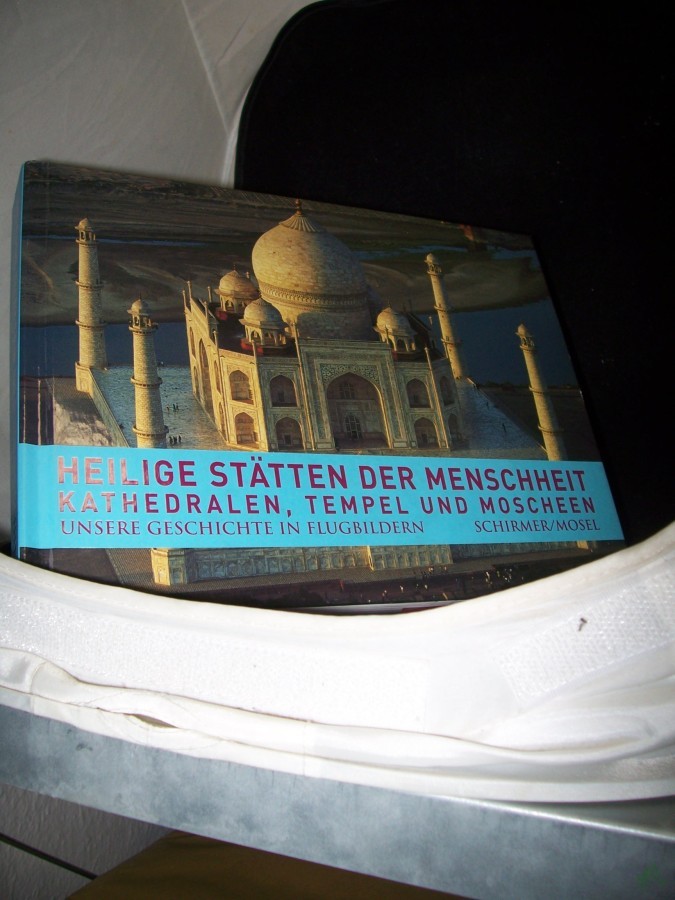 HEILIGE STÄTTEN DER MENSCHHEIT
KATHEDRALEN, TEMPEL UND MOSCHEEN
UNSERE GESCHICHTE IN FLUGBILDERN SCHIRMER/MOSEL